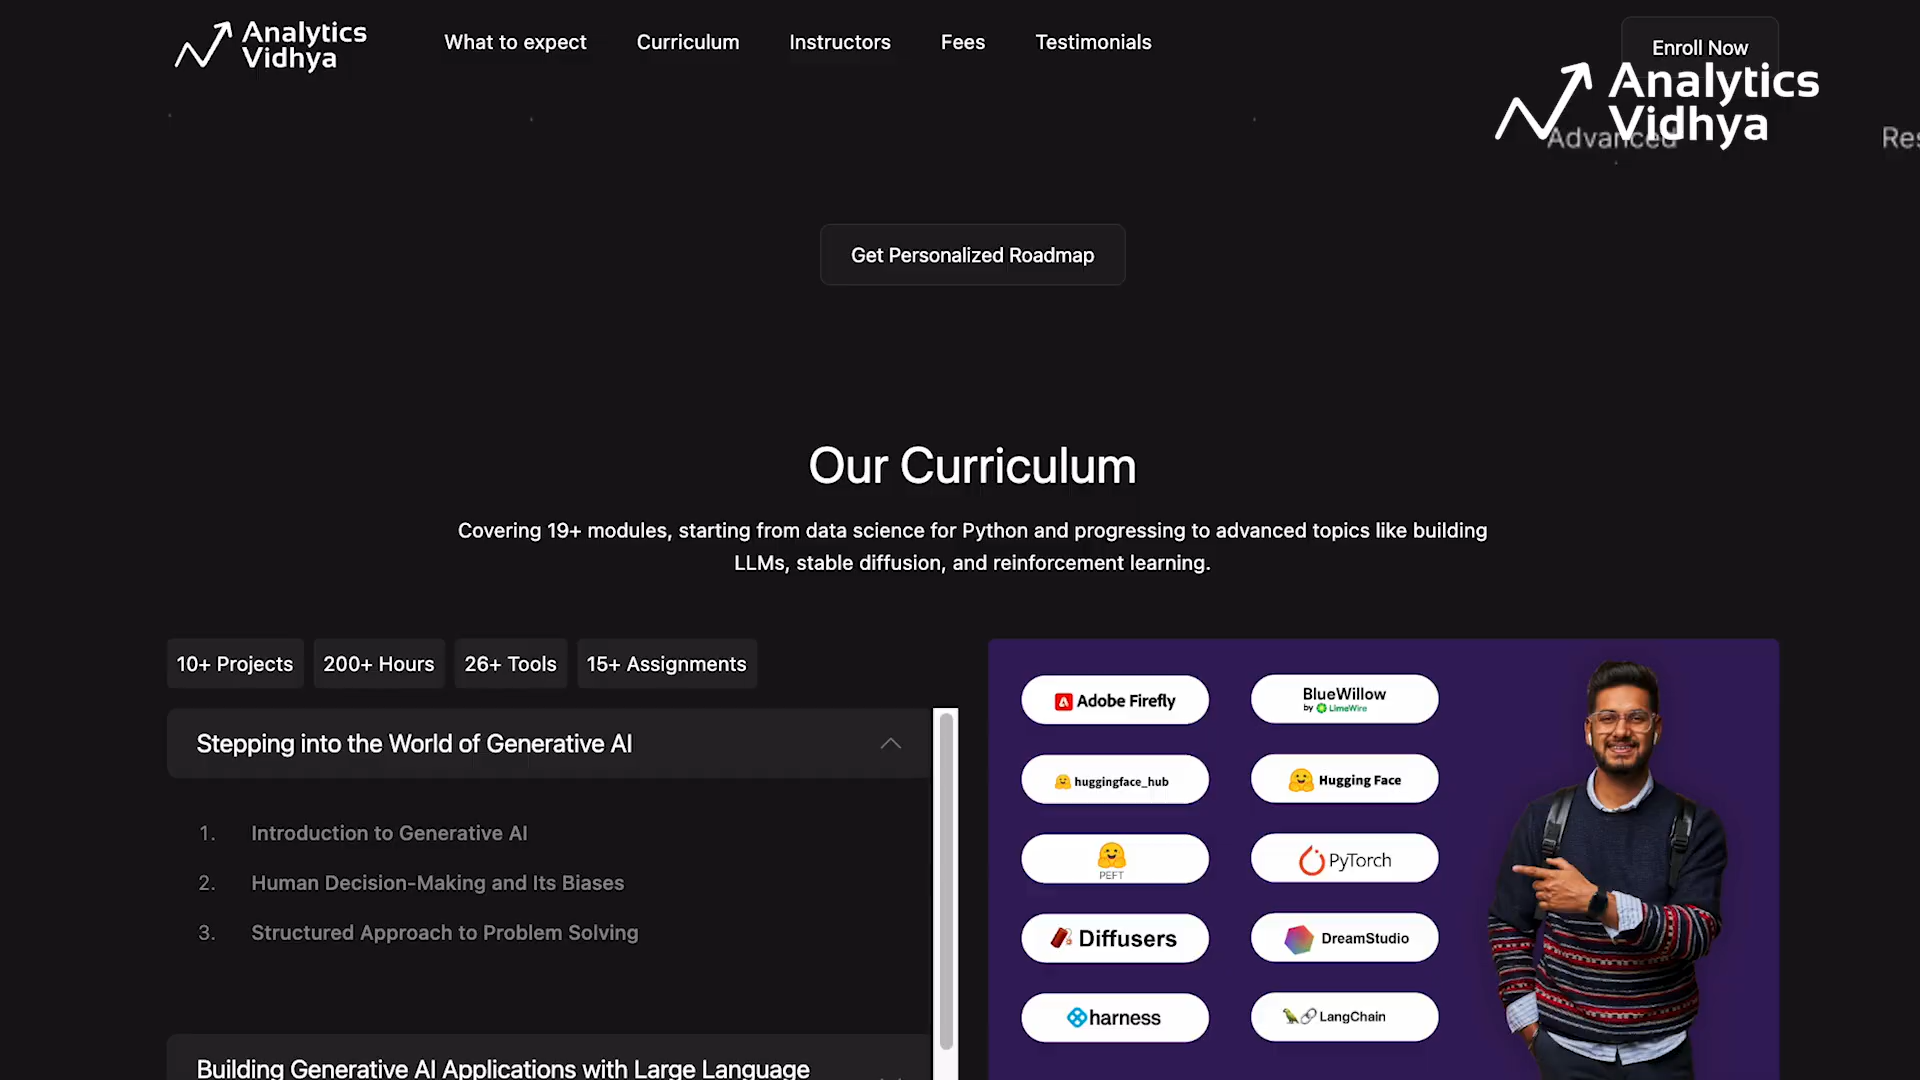 Analytics
Vidhya
What to expect
Curriculum
Instructors
Fees
Testimonials
Enroll Now
Analytics
Vidhya
Advanced
Get Personalized Roadmap
Our Curriculum
Covering 19+ modules, starting from data science for Python and progressing to advanced topics like building
LLMs, stable diffusion, and reinforcement learning.
10+ Projects
200+ Hours
26+ Tools
15+ Assignments
Stepping into the World of Generative AI
1. Introduction to Generative AI
2. Human Decision-Making and Its Biases
3. Structured Approach to Problem Solving
Building Generative AI Applications with Large Language
Adobe Firefly
BlueWillow
by LimeWire
huggingface_hub
Hugging Face
PEFT
PyTorch
Diffusers
DreamStudio
harness
LangChain